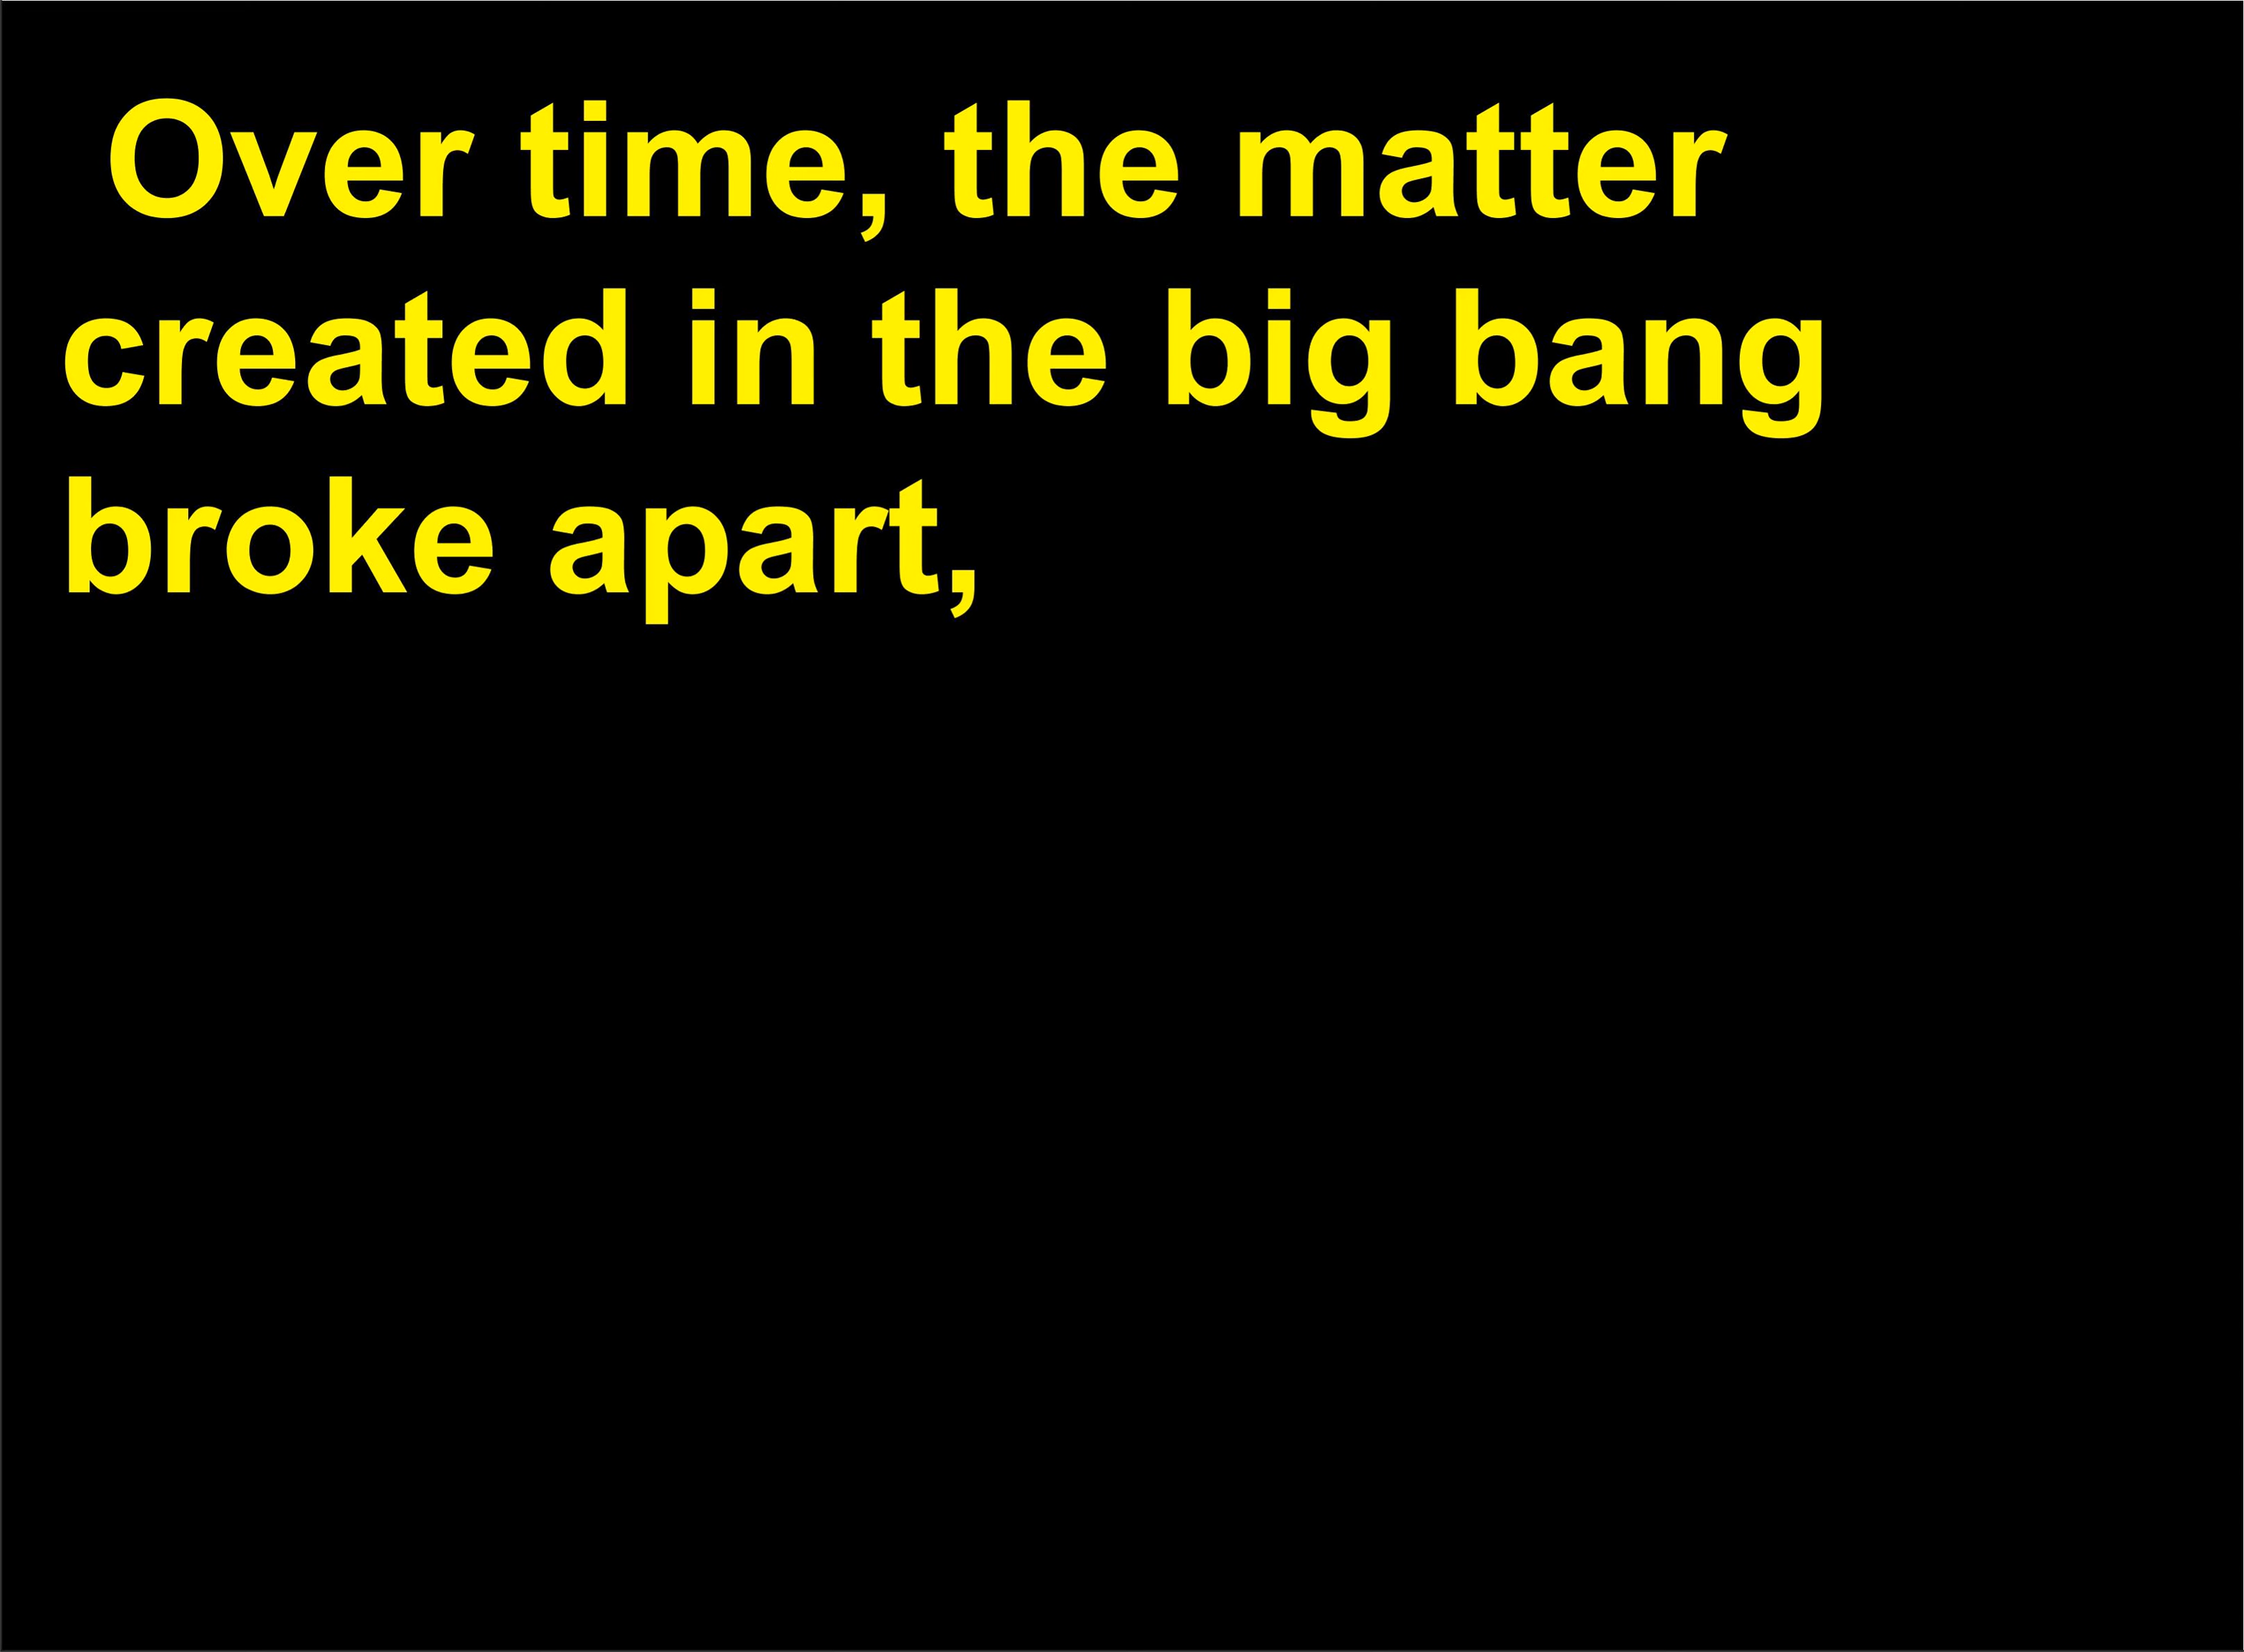 Over time, the matter
created in the big bang
broke apart,